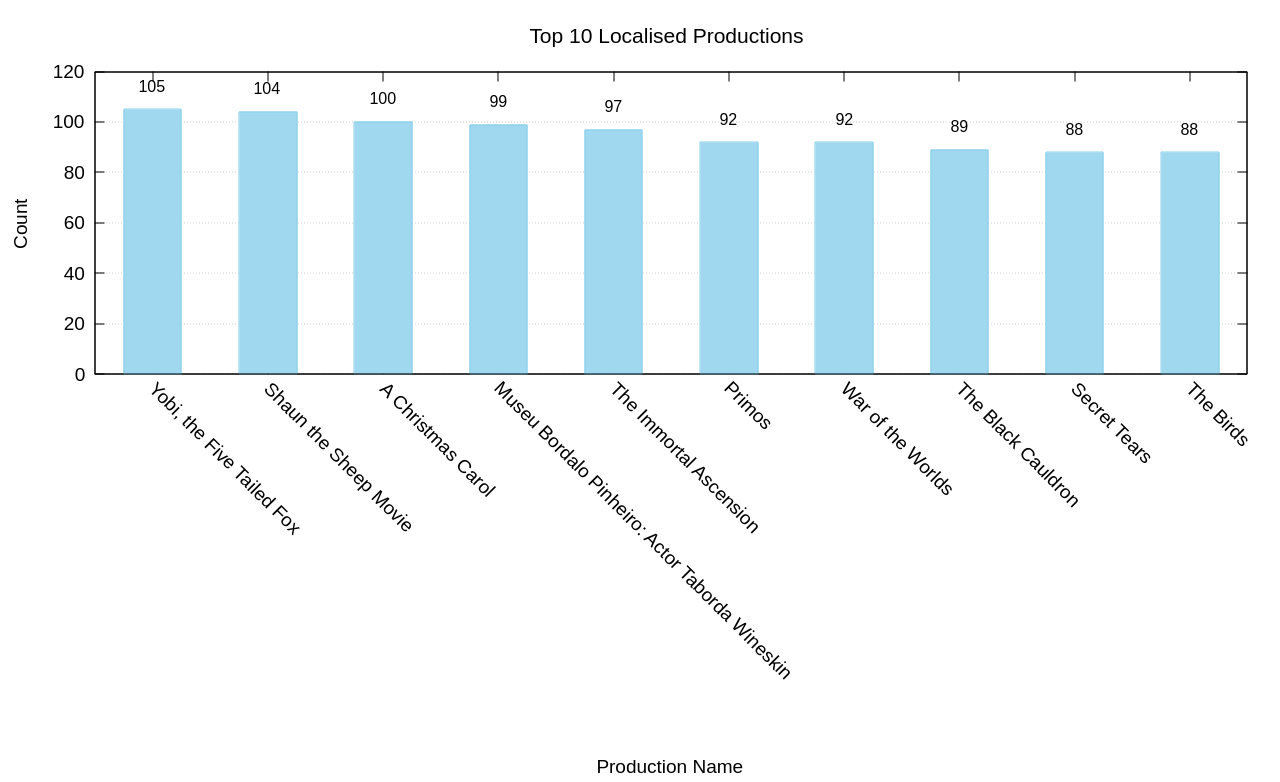 Top 10 Localised Productions
Count
120
100
80
60
40
20
0
105
104
100
99
97
92
92
89
88
88
Yobi, the Five Tailed Fox
Shaun the Sheep Movie
A Christmas Carol
Museu Bordalo Pinheiro: Actor Taborda Wineskin
The Immortal Ascension
Primos
War of the Worlds
The Black Cauldron
Secret Tears
The Birds
Production Name